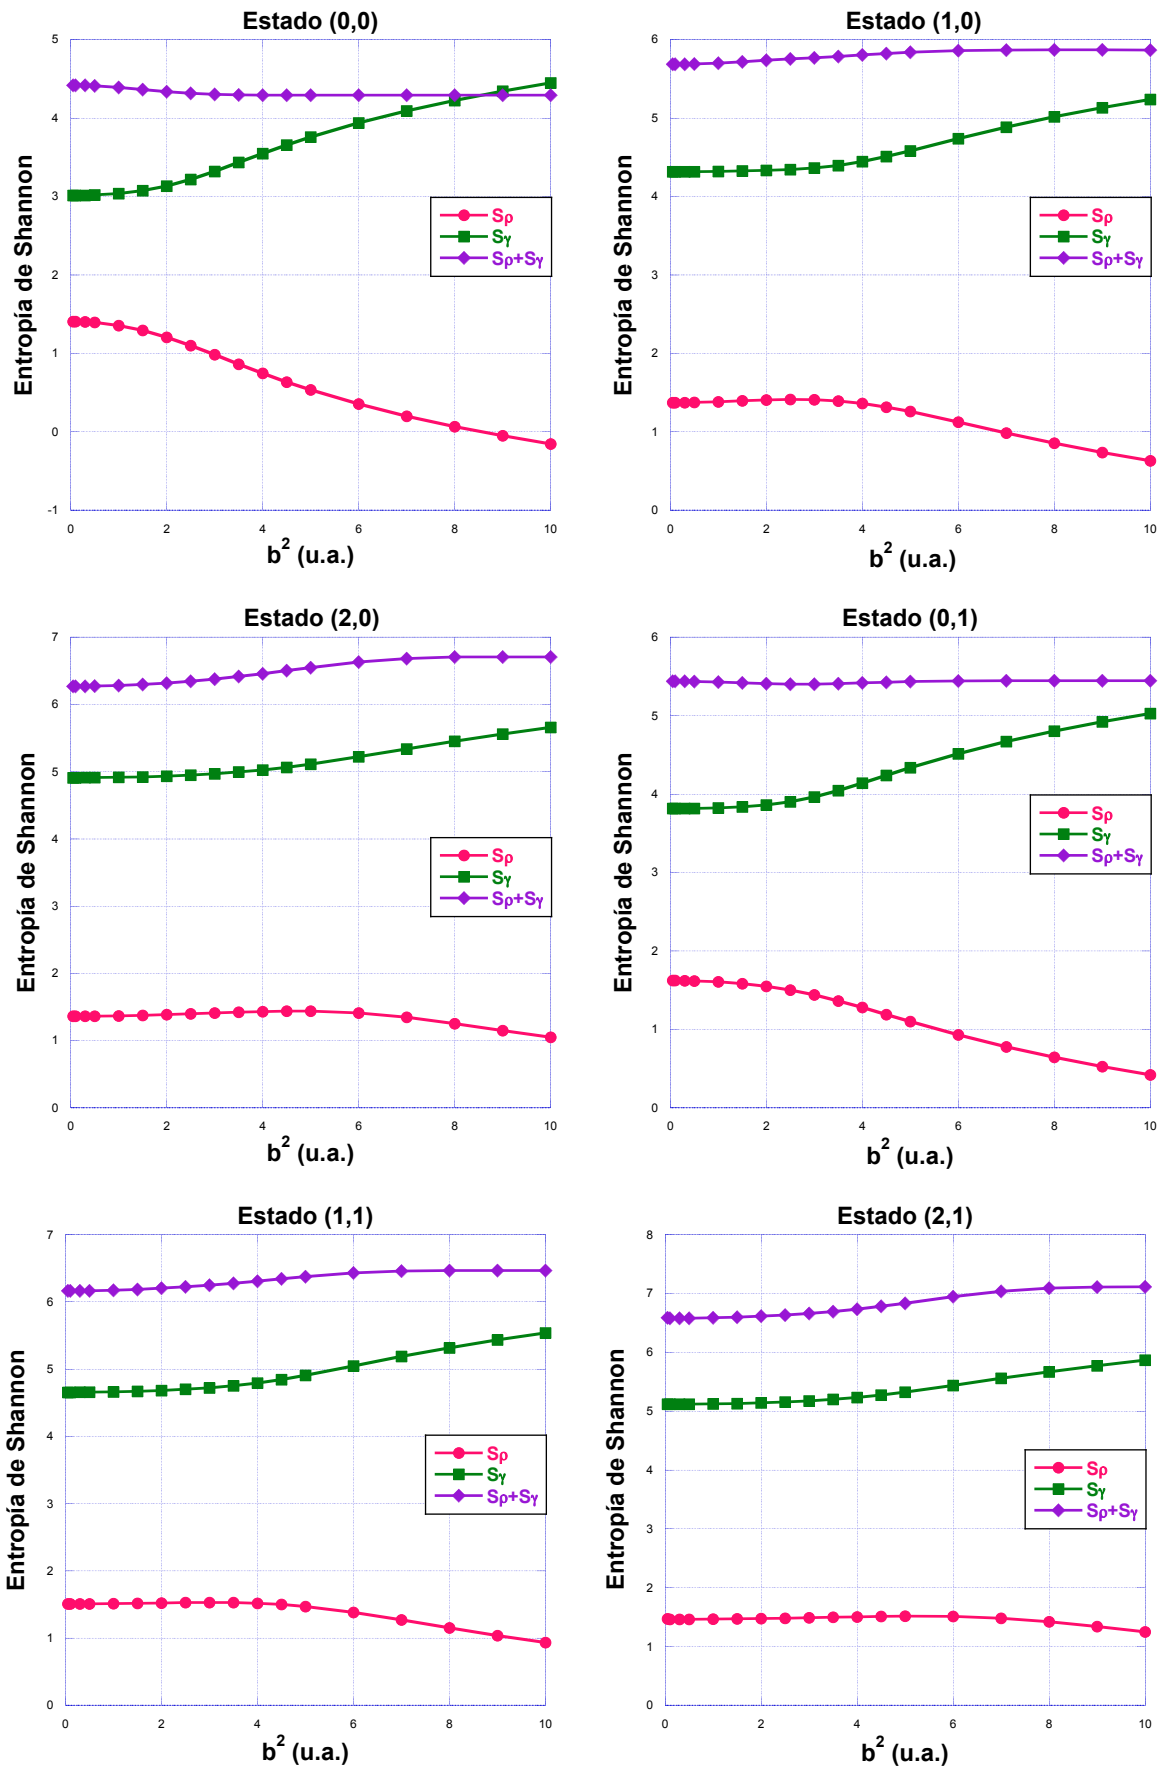 Estado (0,0)
Entropía de Shannon
5
4
3
2
1
0
-1
Sρ
Sγ
Sρ+Sγ
0 2 4 6 8 10
b² (u.a.)
Estado (1,0)
Entropía de Shannon
6
5
4
3
2
1
0
Sρ
Sγ
Sρ+Sγ
0 2 4 6 8 10
b² (u.a.)
Estado (2,0)
Entropía de Shannon
7
6
5
4
3
2
1
0
Sρ
Sγ
Sρ+Sγ
0 2 4 6 8 10
b² (u.a.)
Estado (0,1)
Entropía de Shannon
6
5
4
3
2
1
0
Sρ
Sγ
Sρ+Sγ
0 2 4 6 8 10
b² (u.a.)
Estado (1,1)
Entropía de Shannon
7
6
5
4
3
2
1
0
Sρ
Sγ
Sρ+Sγ
0 2 4 6 8 10
b² (u.a.)
Estado (2,1)
Entropía de Shannon
8
7
6
5
4
3
2
1
0
Sρ
Sγ
Sρ+Sγ
0 2 4 6 8 10
b² (u.a.)